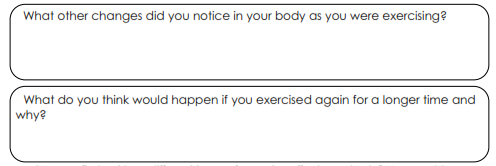 What other changes did you notice in your body as you were exercising?
What do you think would happen if you exercised again for a longer time and
why?